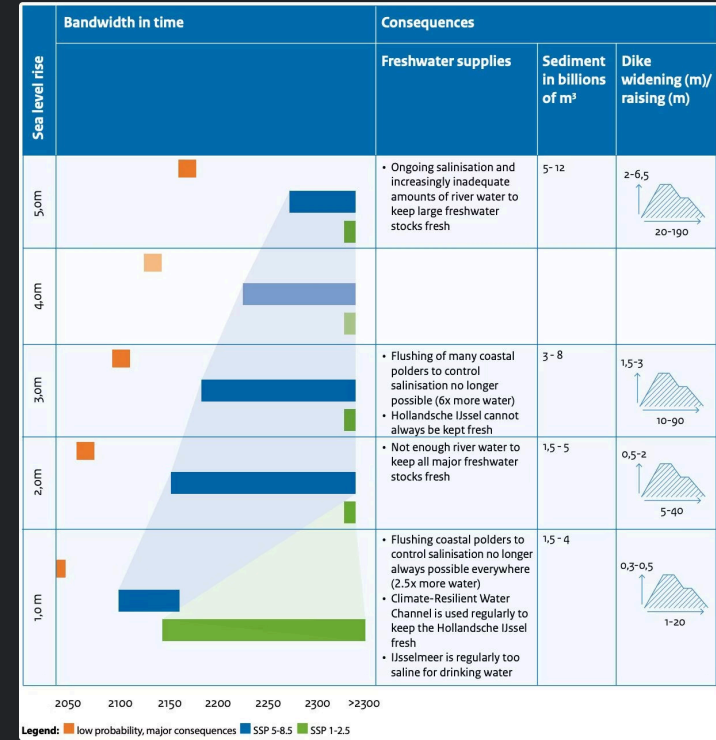 Bandwidth in time
Consequences
Sea level rise
Freshwater supplies
Sediment
in billions
of m³
Dike
widening (m)/
raising (m)
5,0m
• Ongoing salinisation and
increasingly inadequate
amounts of river water to
keep large freshwater
stocks fresh
5- 12
2-6,5
20-190
4,0m
3,0m
• Flushing of many coastal
polders to control
salinisation no longer
possible (6x more water)
• Hollandsche IJssel cannot
always be kept fresh
3 - 8
1,5-3
10-90
2,0m
• Not enough river water to
keep all major freshwater
stocks fresh
1,5 - 5
0,5-2
5-40
1,0 m
• Flushing coastal polders to
control salinisation no longer
always possible everywhere
(2.5x more water)
• Climate-Resilient Water
Channel is used regularly to
keep the Hollandsche IJssel
fresh
• IJsselmeer is regularly too
saline for drinking water
1,5 - 4
0,3-0,5
1-20
2050 2100 2150 2200 2250 2300 >2300
Legend: low probability, major consequences SSP 5-8.5 SSP 1-2.5